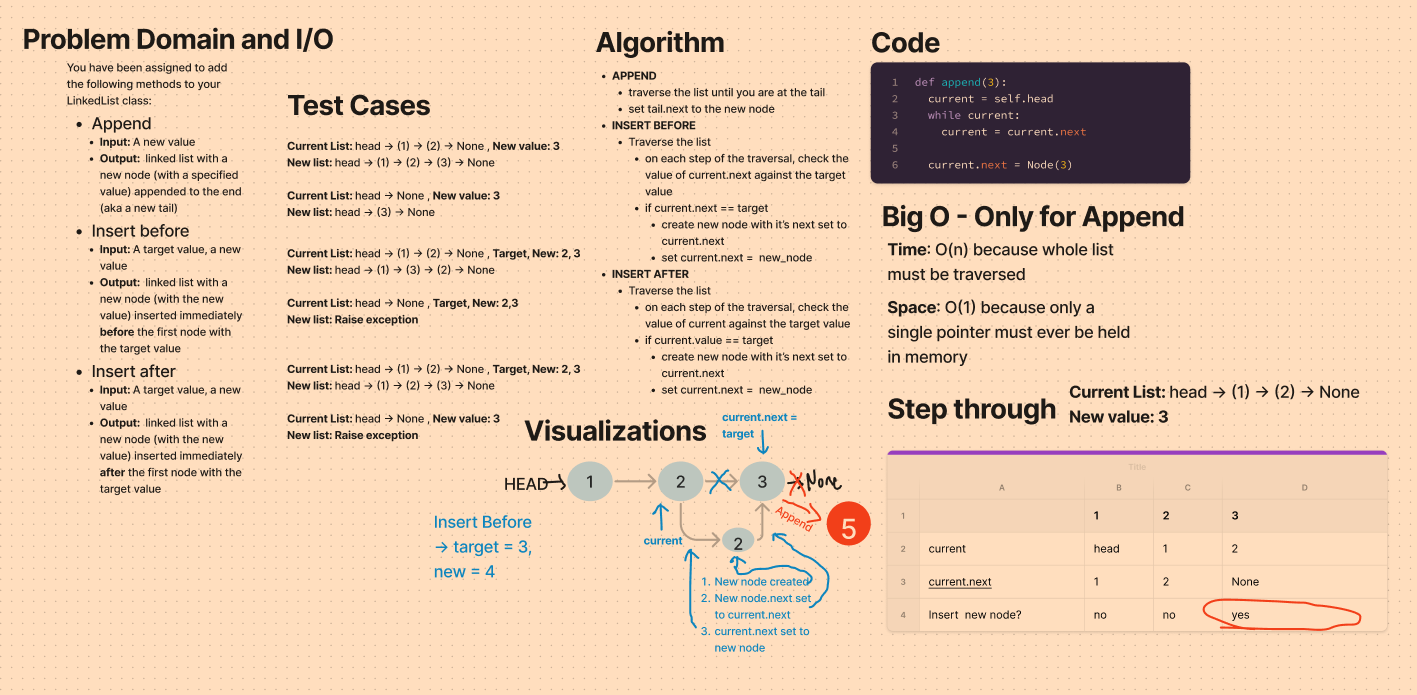 Problem Domain and I/O
You have been assigned to add
the following methods to your
LinkedList class:
• Append
• Input: A new value
• Output: linked list with a
new node (with a specified
value) appended to the end
(aka a new tail)
• Insert before
• Input: A target value, a new
value
• Output: linked list with a
new node (with the new
value) inserted immediately
before the first node with
the target value
• Insert after
• Input: A target value, a new
value
• Output: linked list with a
new node (with the new
value) inserted immediately
after the first node with the
target value
Test Cases
Current List: head → (1) → (2) → None , New value: 3
New list: head → (1) → (2) → (3) → None
Current List: head → None , New value: 3
New list: head → (3) → None
Current List: head → (1) → (2) → None , Target, New: 2, 3
New list: head → (1) → (3) → (2) → None
Current List: head → None , Target, New: 2,3
New list: Raise exception
Current List: head → (1) → (2) → None , Target, New: 2, 3
New list: head → (1) → (2) → (3) → None
Current List: head → None , New value: 3
New list: Raise exception
Algorithm
• APPEND
• traverse the list until you are at the tail
• set tail.next to the new node
• INSERT BEFORE
• Traverse the list
• on each step of the traversal, check the
value of current.next against the target
value
• if current.next == target
• create new node with it's next set to
current.next
• set current.next = new_node
• INSERT AFTER
• Traverse the list
• on each step of the traversal, check the
value of current against the target value
• if current.value == target
• create new node with it's next set to
current.next
• set current.next = new_node
Visualizations
current.next =
target
HEAD
1
2
3
None
Append
5
current
2
Insert Before
→ target = 3,
new = 4
1. New node created
2. New node.next set
to current.next
3. current.next set to
new node
Code
1 def append(3):
2 current = self.head
3 while current:
4 current = current.next
5
6 current.next = Node(3)
Big O - Only for Append
Time: O(n) because whole list
must be traversed
Space: O(1) because only a
single pointer must ever be held
in memory
Step through
Current List: head → (1) → (2) → None
New value: 3
Title
A B C D
1 1 2 3
2 current head 1 2
3 current.next 1 2 None
4 Insert new node? no no yes